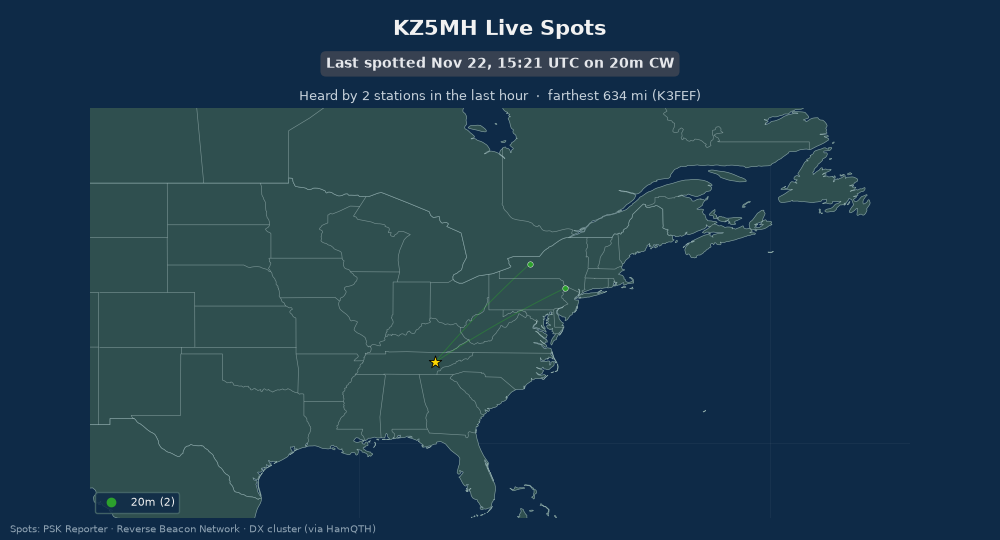 KZ5MH Live Spots
Last spotted Nov 22, 15:21 UTC on 20m CW
Heard by 2 stations in the last hour · farthest 634 mi (K3FEF)
20m (2)
Spots: PSK Reporter · Reverse Beacon Network · DX cluster (via HamQTH)